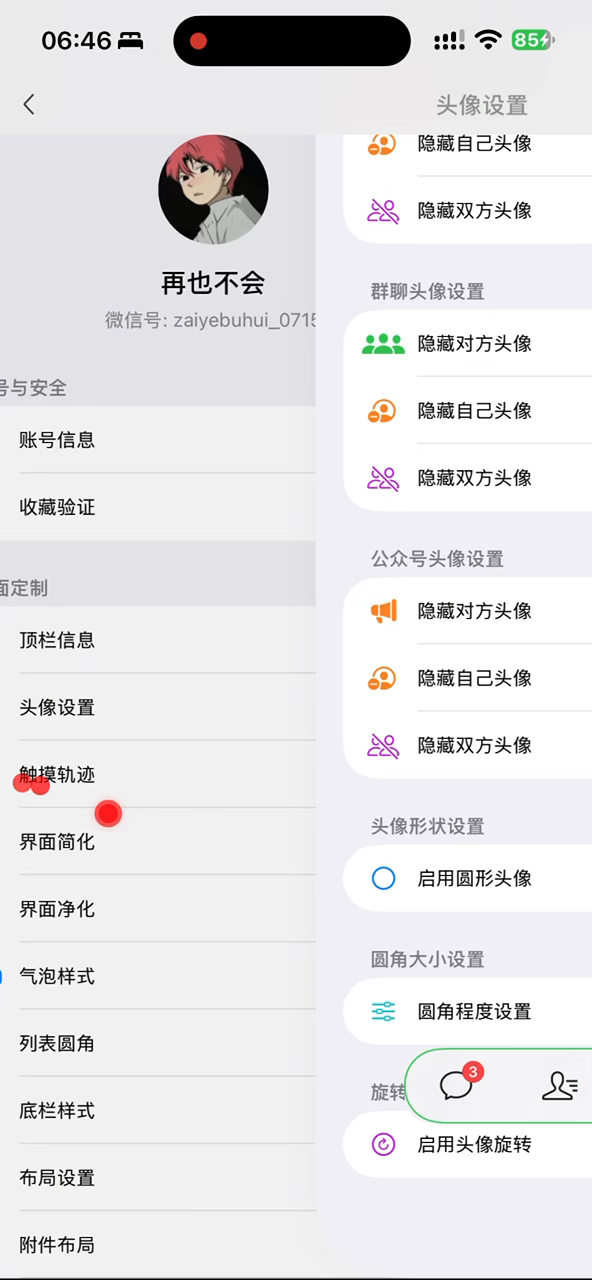 06:46
85
头像设置
再也不会
微信号: zaiyebuhui_0715
号与安全
账号信息
收藏验证
面定制
顶栏信息
头像设置
触摸轨迹
界面简化
界面净化
气泡样式
列表圆角
底栏样式
布局设置
附件布局
隐藏自己头像
隐藏双方头像
群聊头像设置
隐藏对方头像
隐藏自己头像
隐藏双方头像
公众号头像设置
隐藏对方头像
隐藏自己头像
隐藏双方头像
头像形状设置
启用圆形头像
圆角大小设置
圆角程度设置
旋转
3
启用头像旋转